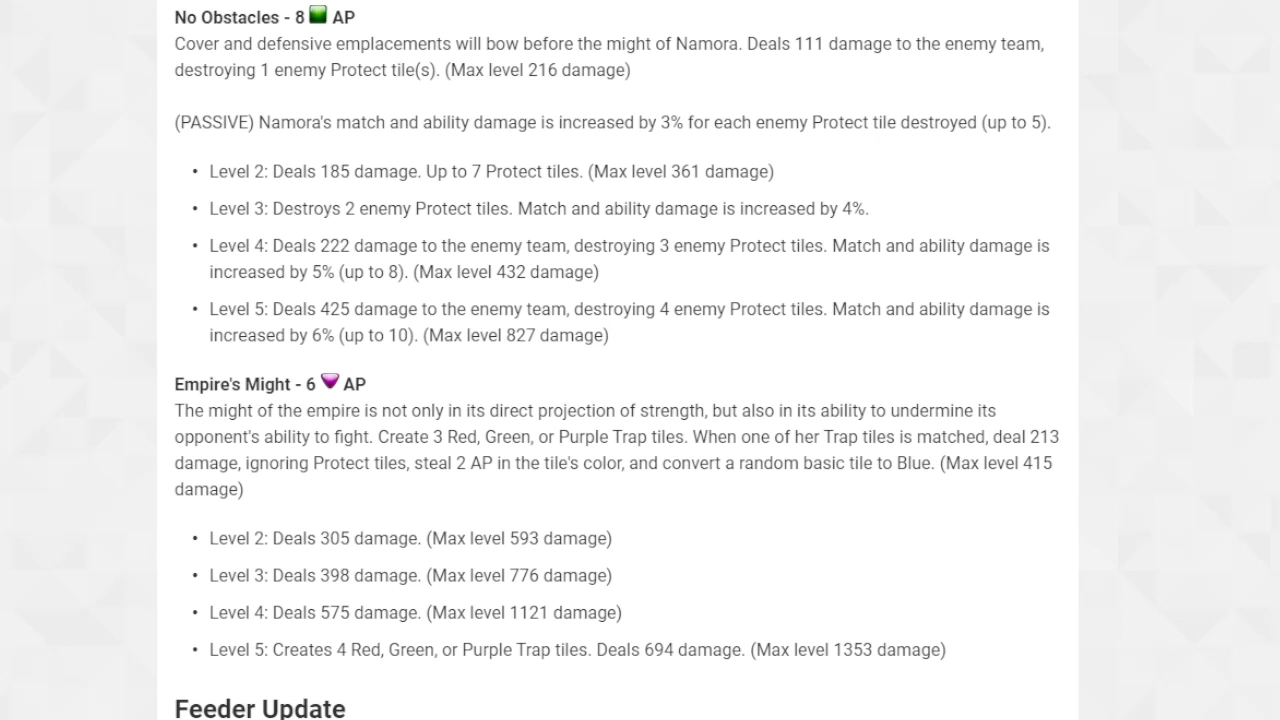 No Obstacles - 8 AP
Cover and defensive emplacements will bow before the might of Namora. Deals 111 damage to the enemy team,
destroying 1 enemy Protect tile(s). (Max level 216 damage)
(PASSIVE) Namora's match and ability damage is increased by 3% for each enemy Protect tile destroyed (up to 5).
• Level 2: Deals 185 damage. Up to 7 Protect tiles. (Max level 361 damage)
• Level 3: Destroys 2 enemy Protect tiles. Match and ability damage is increased by 4%.
• Level 4: Deals 222 damage to the enemy team, destroying 3 enemy Protect tiles. Match and ability damage is
increased by 5% (up to 8). (Max level 432 damage)
• Level 5: Deals 425 damage to the enemy team, destroying 4 enemy Protect tiles. Match and ability damage is
increased by 6% (up to 10). (Max level 827 damage)
Empire's Might - 6 AP
The might of the empire is not only in its direct projection of strength, but also in its ability to undermine its
opponent's ability to fight. Create 3 Red, Green, or Purple Trap tiles. When one of her Trap tiles is matched, deal 213
damage, ignoring Protect tiles, steal 2 AP in the tile's color, and convert a random basic tile to Blue. (Max level 415
damage)
• Level 2: Deals 305 damage. (Max level 593 damage)
• Level 3: Deals 398 damage. (Max level 776 damage)
• Level 4: Deals 575 damage. (Max level 1121 damage)
• Level 5: Creates 4 Red, Green, or Purple Trap tiles. Deals 694 damage. (Max level 1353 damage)
Feeder Update